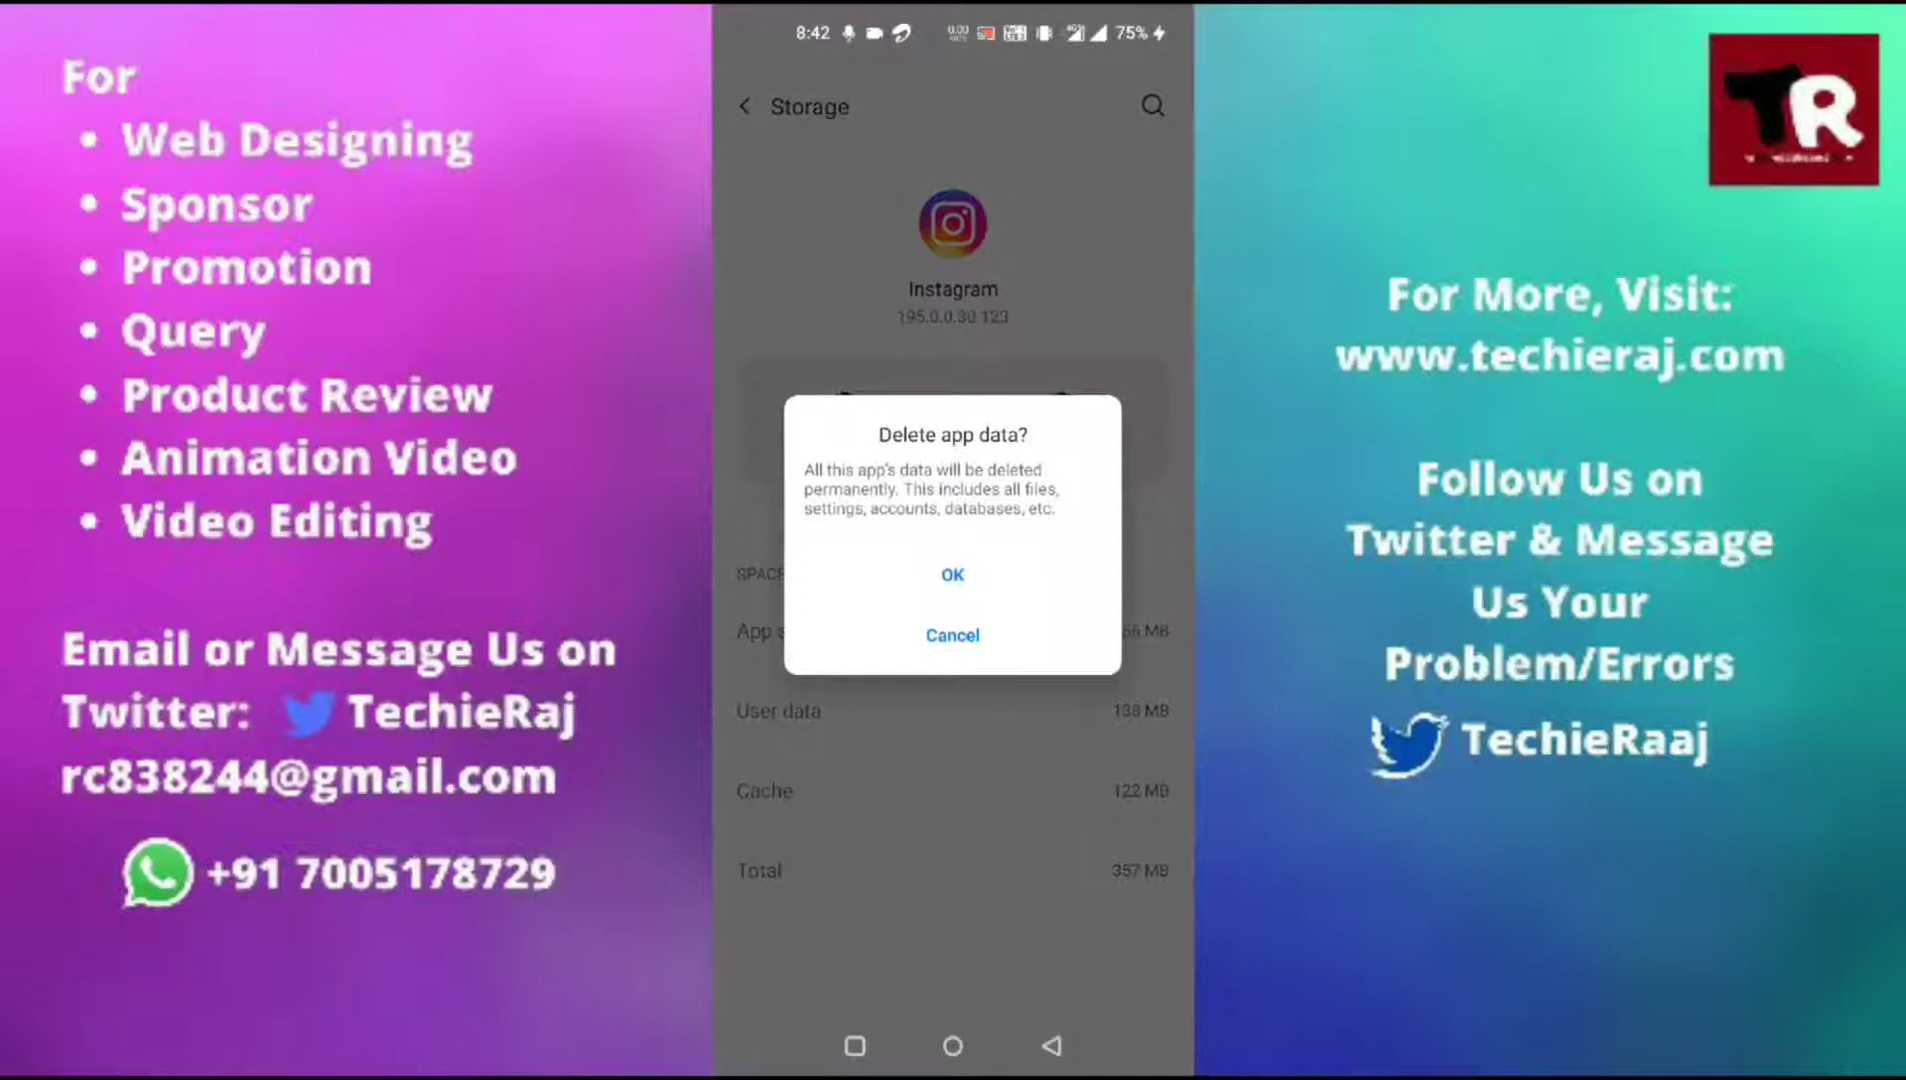 For
• Web Designing
• Sponsor
• Promotion
• Query
• Product Review
• Animation Video
• Video Editing
Email or Message Us on
Twitter: TechieRaj
rc838244@gmail.com
+91 7005178729
8:42
75%
Storage
Instagram
195.0.0.30.123
Delete app data?
All this app's data will be deleted
permanently. This includes all files,
settings, accounts, databases, etc.
OK
Cancel
SPACE
App s
MB
User data 138 MB
Cache 122 MB
Total 357 MB
TR
For More, Visit:
www.techieraj.com
Follow Us on
Twitter & Message
Us Your
Problem/Errors
TechieRaaj